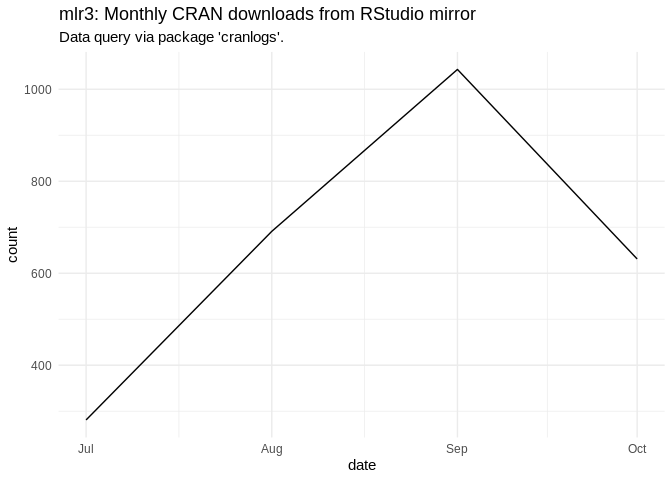 mlr3: Monthly CRAN downloads from RStudio mirror
Data query via package 'cranlogs'.
1000
800
600
400
count
Jul Aug Sep Oct
date